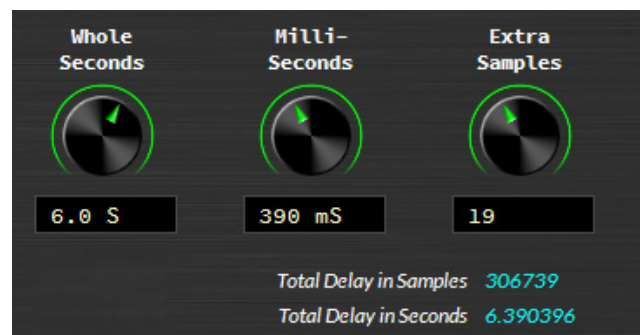 Whole
Seconds
Milli-
Seconds
Extra
Samples
6.0 S
390 mS
19
Total Delay in Samples 306739
Total Delay in Seconds 6.390396